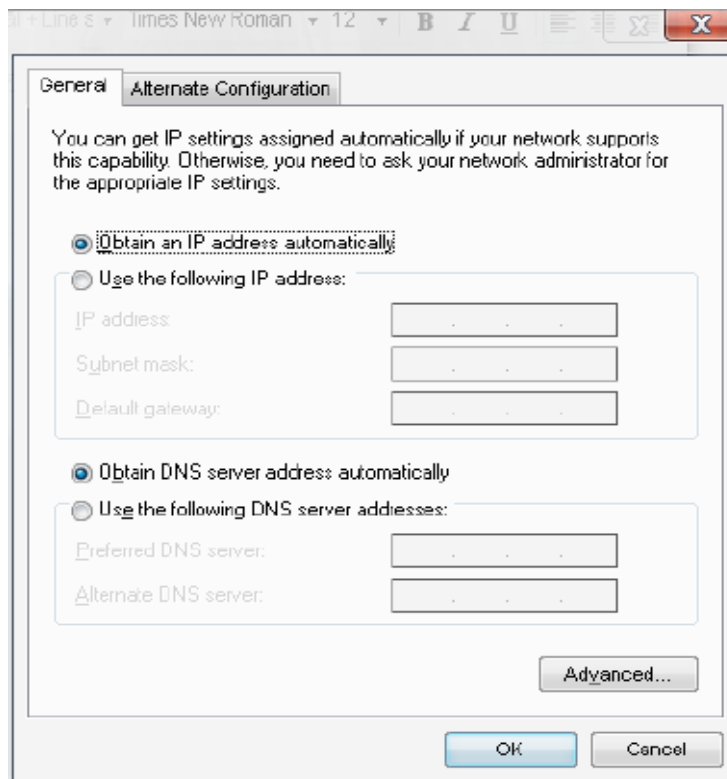 al +Line s Times New Roman 12 B I U
X X
General Alternate Configuration
You can get IP settings assigned automatically if your network supports
this capability. Otherwise, you need to ask your network administrator for
the appropriate IP settings.
Obtain an IP address automatically
Use the following IP address:
IP address:
Subnet mask:
Default gateway:
Obtain DNS server address automatically
Use the following DNS server addresses:
Preferred DNS server:
Alternate DNS server:
Advanced...
OK Cancel